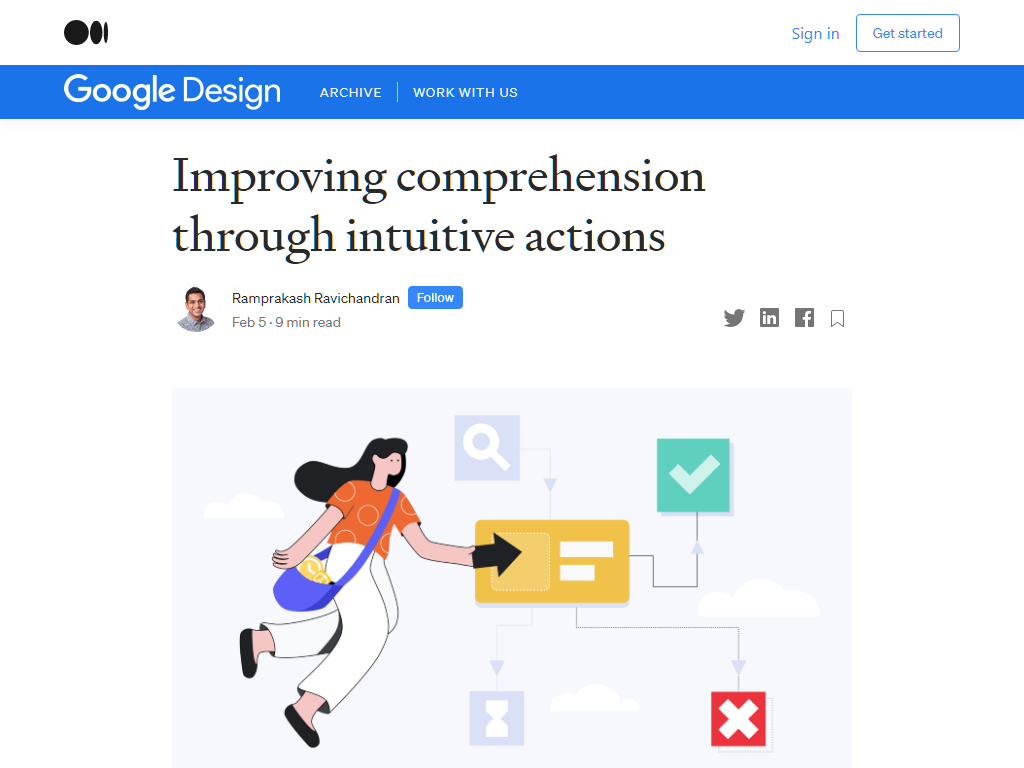 Sign in
Get started
Google Design
ARCHIVE
WORK WITH US
Improving comprehension
through intuitive actions
Ramprakash Ravichandran Follow
Feb 5 · 9 min read